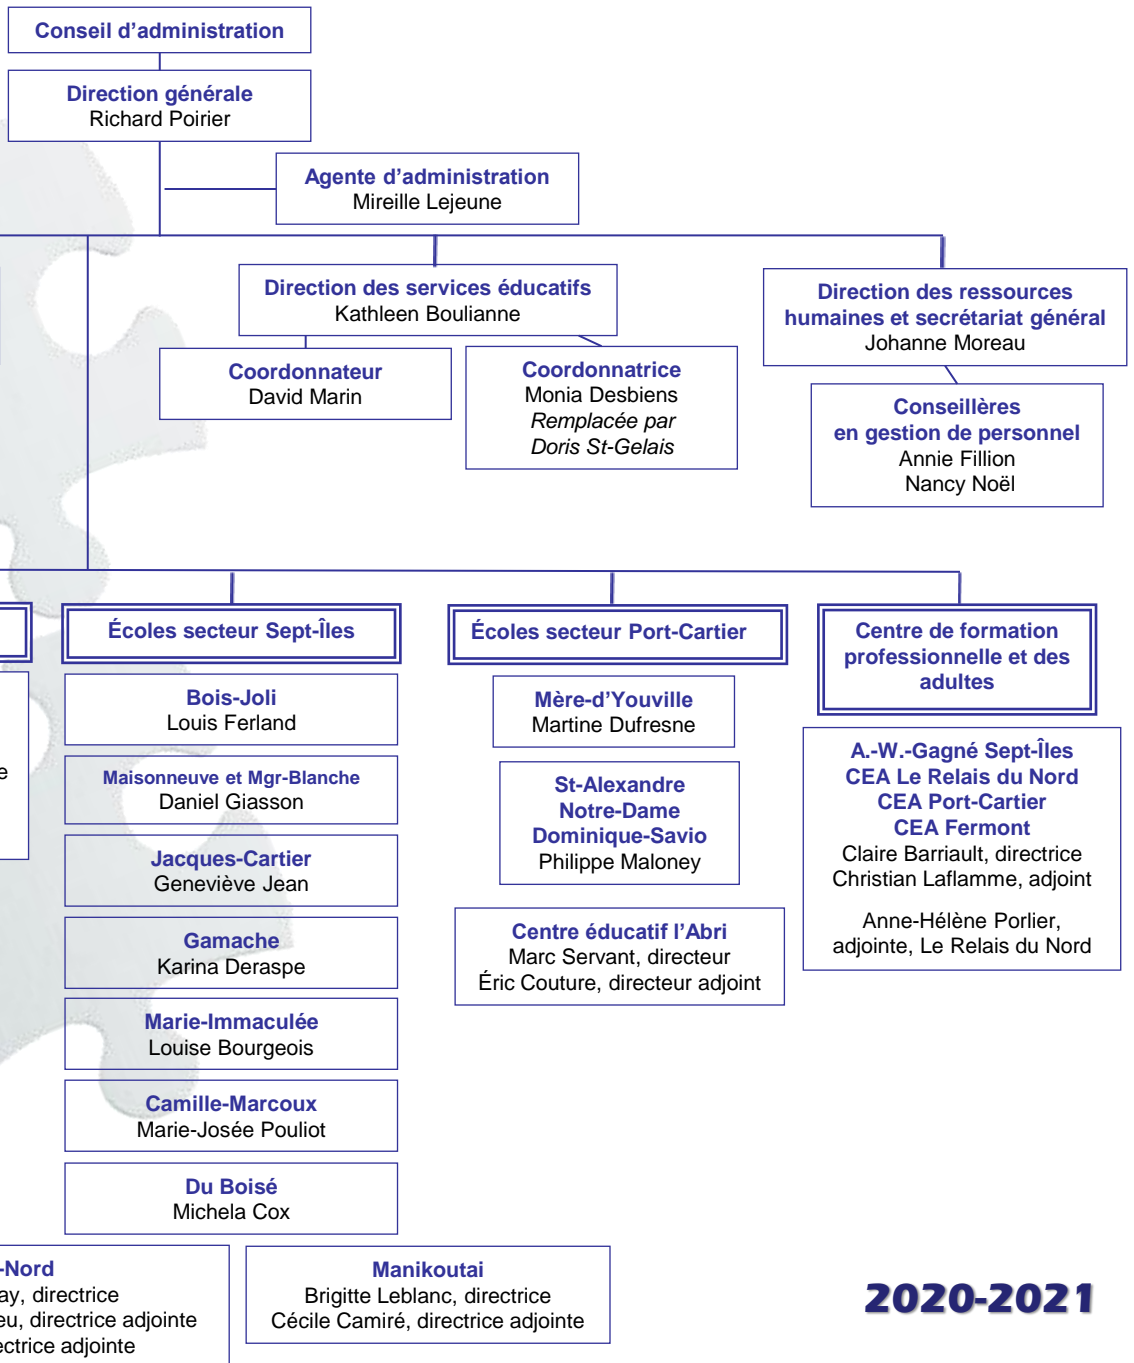 Conseil d'administration
Direction générale
Richard Poirier
Agente d'administration
Mireille Lejeune
Direction des services éducatifs
Kathleen Boulianne
Direction des ressources
humaines et secrétariat général
Johanne Moreau
Coordonnateur
David Marin
Coordonnatrice
Monia Desbiens
Remplacée par
Doris St-Gelais
Conseillères
en gestion de personnel
Annie Fillion
Nancy Noël
Écoles secteur Sept-Îles
Bois-Joli
Louis Ferland
Maisonneuve et Mgr-Blanche
Daniel Giasson
Jacques-Cartier
Geneviève Jean
Gamache
Karina Deraspe
Marie-Immaculée
Louise Bourgeois
Camille-Marcoux
Marie-Josée Pouliot
Du Boisé
Michela Cox
Écoles secteur Port-Cartier
Mère-d'Youville
Martine Dufresne
St-Alexandre
Notre-Dame
Dominique-Savio
Philippe Maloney
Centre éducatif l'Abri
Marc Servant, directeur
Éric Couture, directeur adjoint
Centre de formation
professionnelle et des
adultes
A.-W.-Gagné Sept-Îles
CEA Le Relais du Nord
CEA Port-Cartier
CEA Fermont
Claire Barriault, directrice
Christian Laflamme, adjoint
Anne-Hélène Porlier,
adjointe, Le Relais du Nord
e
-Nord
ay, directrice
eu, directrice adjointe
ectrice adjointe
Manikoutai
Brigitte Leblanc, directrice
Cécile Camiré, directrice adjointe
2020-2021